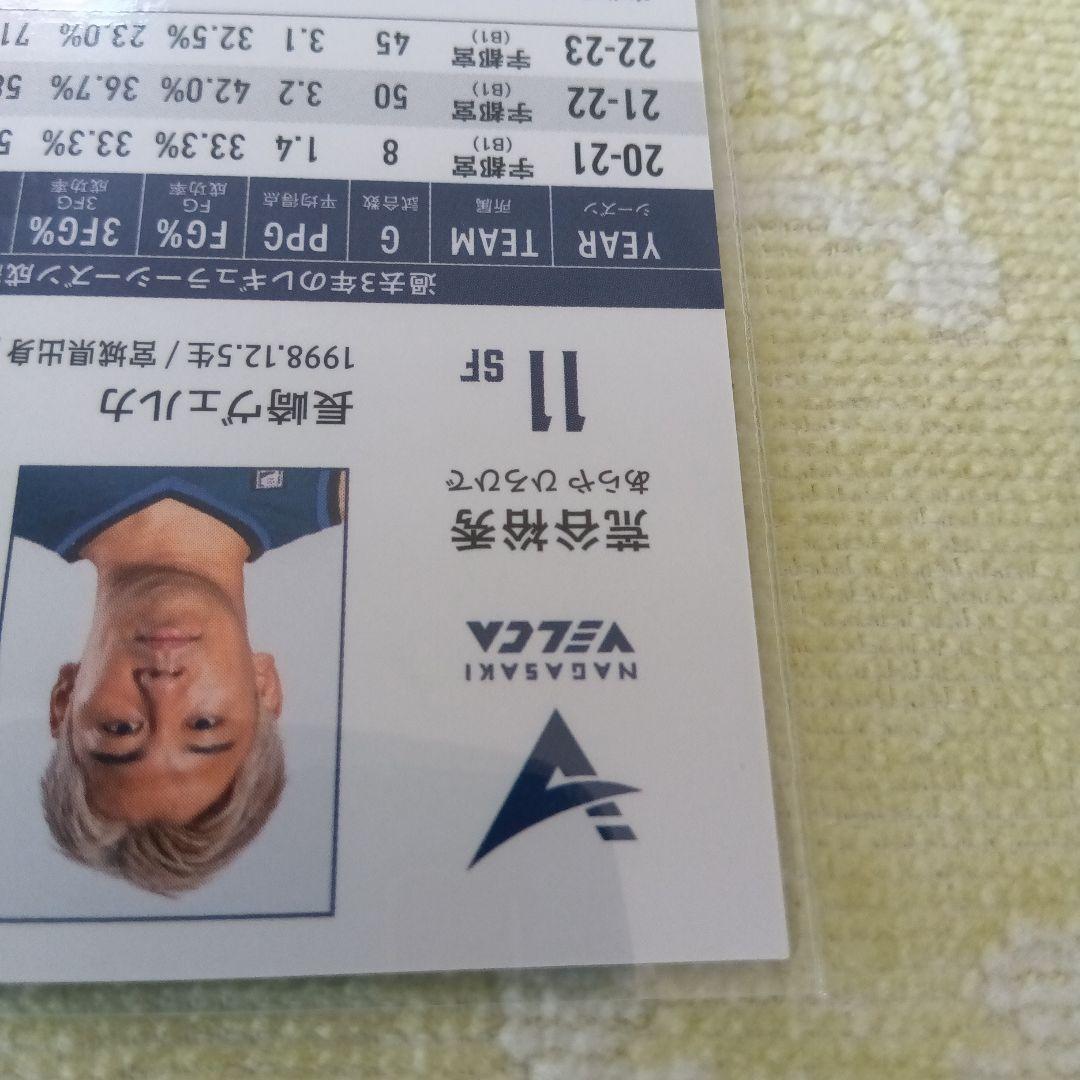 NAGASAKI
VELCA
荒谷裕秀
あらや ひろひで
11 SF
長崎ヴェルカ
1998.12.5生 / 宮城県出身
過去3年のレギュラーシーズン成
YEAR TEAM G PPG FG% 3FG%
シーズン 所属 試合数 平均得点 FG成功率 3FG成功率
20-21 宇都宮(B1) 8 1.4 33.3% 33.3%
21-22 宇都宮(B1) 50 3.2 42.0% 36.7%
22-23 宇都宮(B1) 45 3.1 32.5% 23.0%